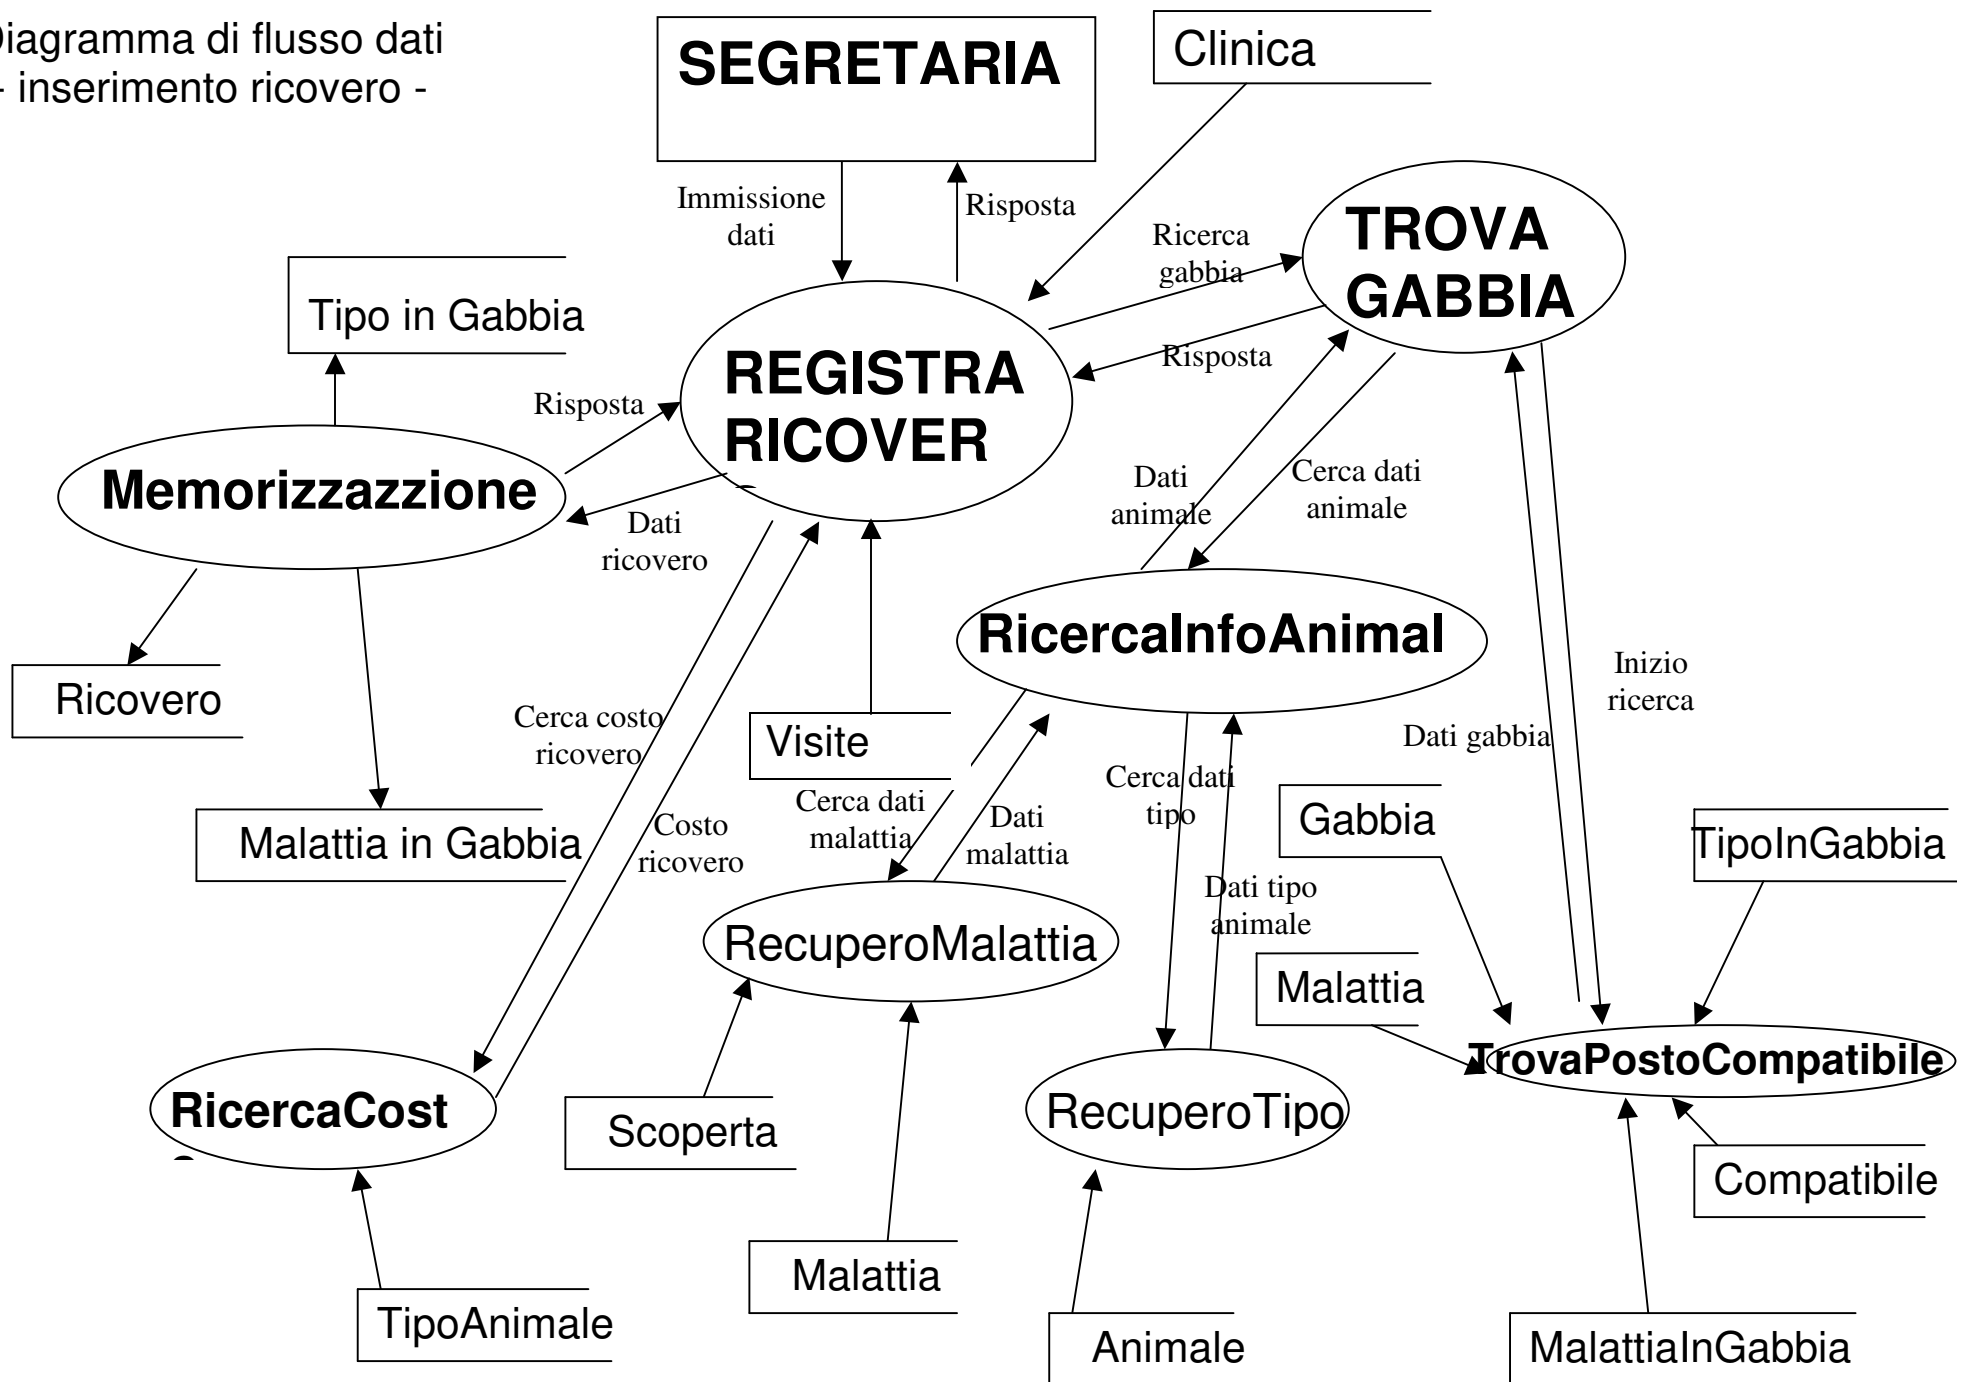 Diagramma di flusso dati
- inserimento ricovero -
SEGRETARIA
Clinica
Immissione
dati
Risposta
Ricerca
gabbia
TROVA
GABBIA
Tipo in Gabbia
Risposta
REGISTRA
RICOVER
Risposta
Memorizzazzione
Dati
ricovero
Dati
animale
Cerca dati
animale
RicercaInfoAnimal
Ricovero
Cerca costo
ricovero
Visite
Inizio
ricerca
Dati gabbia
Cerca dati
malattia
Dati
malattia
Cerca dati
tipo
Gabbia
TipoInGabbia
Malattia in Gabbia
Costo
ricovero
Dati tipo
animale
RecuperoMalattia
Malattia
TrovaPostoCompatibile
RicercaCost
Scoperta
RecuperoTipo
Compatibile
Malattia
TipoAnimale
Animale
MalattiaInGabbia